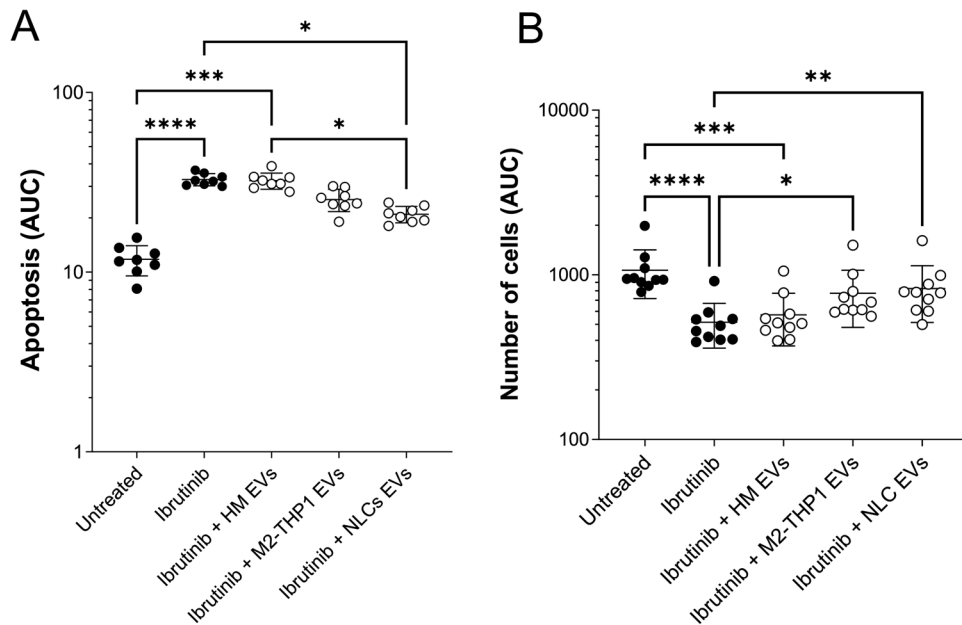 A
*
***
****
*
100
10
1
Apoptosis (AUC)
Untreated
Ibrutinib
Ibrutinib + HM EVs
Ibrutinib + M2-THP1 EVs
Ibrutinib + NLCs EVs
B
**
***
****
*
10000
1000
100
Number of cells (AUC)
Untreated
Ibrutinib
Ibrutinib + HM EVs
Ibrutinib + M2-THP1 EVs
Ibrutinib + NLC EVs